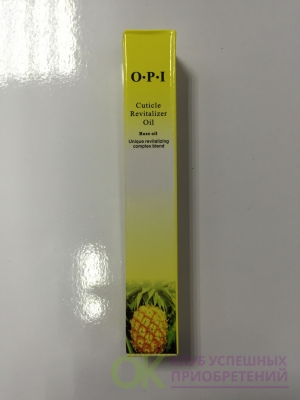 O·P·I
Cuticle
Revitalizer
Oil
Rose oil
Unique revitalizing
complex blend
ОК
КЛУБ УСПЕШНЫХ
ПРИОБРЕТЕНИЙ